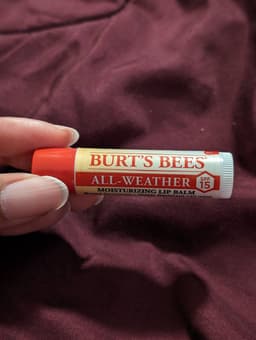 BURT'S BEES
ALL-WEATHER
SPF
15
MOISTURIZING LIP BALM